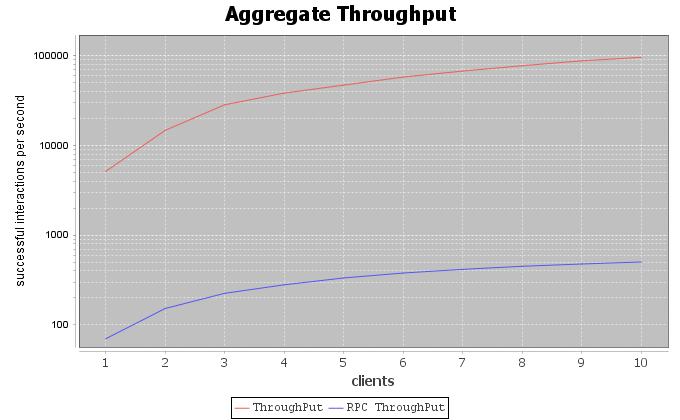 Aggregate Throughput
successful interactions per second
100000
10000
1000
100
1 2 3 4 5 6 7 8 9 10
clients
ThroughPut RPC ThroughPut